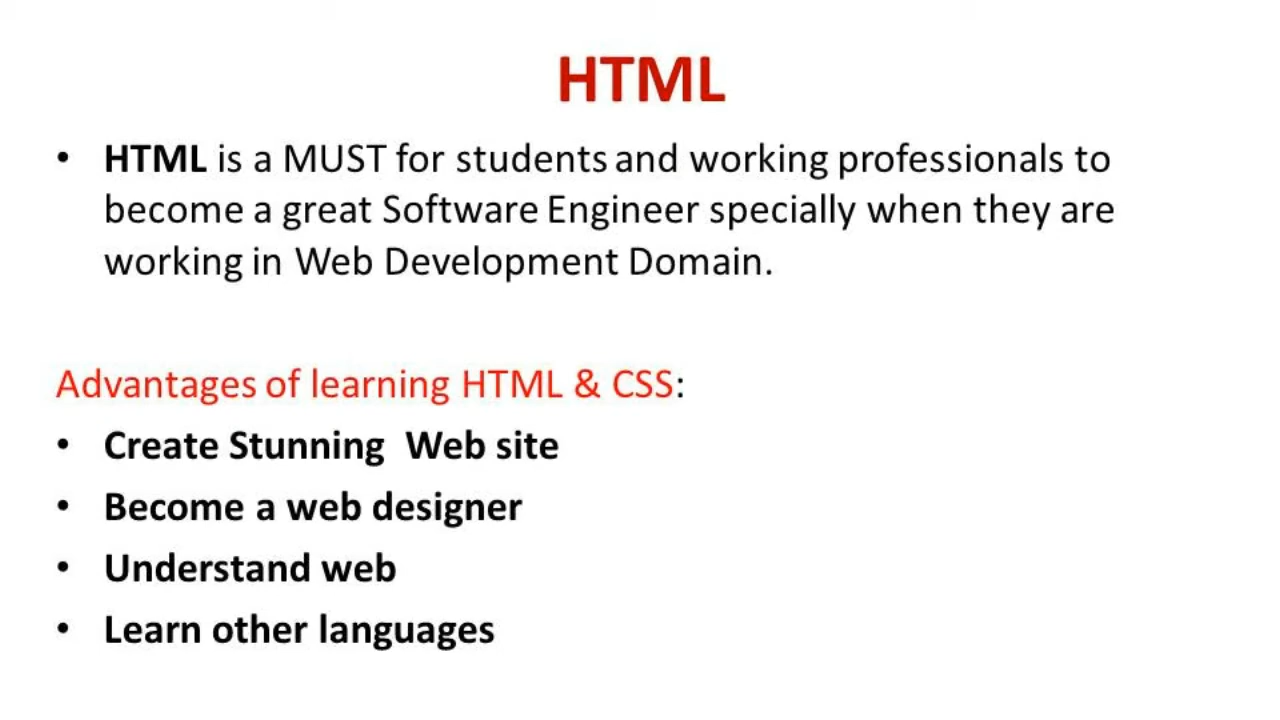 HTML
• HTML is a MUST for students and working professionals to
become a great Software Engineer specially when they are
working in Web Development Domain.
Advantages of learning HTML & CSS:
• Create Stunning  Web site
• Become a web designer
• Understand web
• Learn other languages